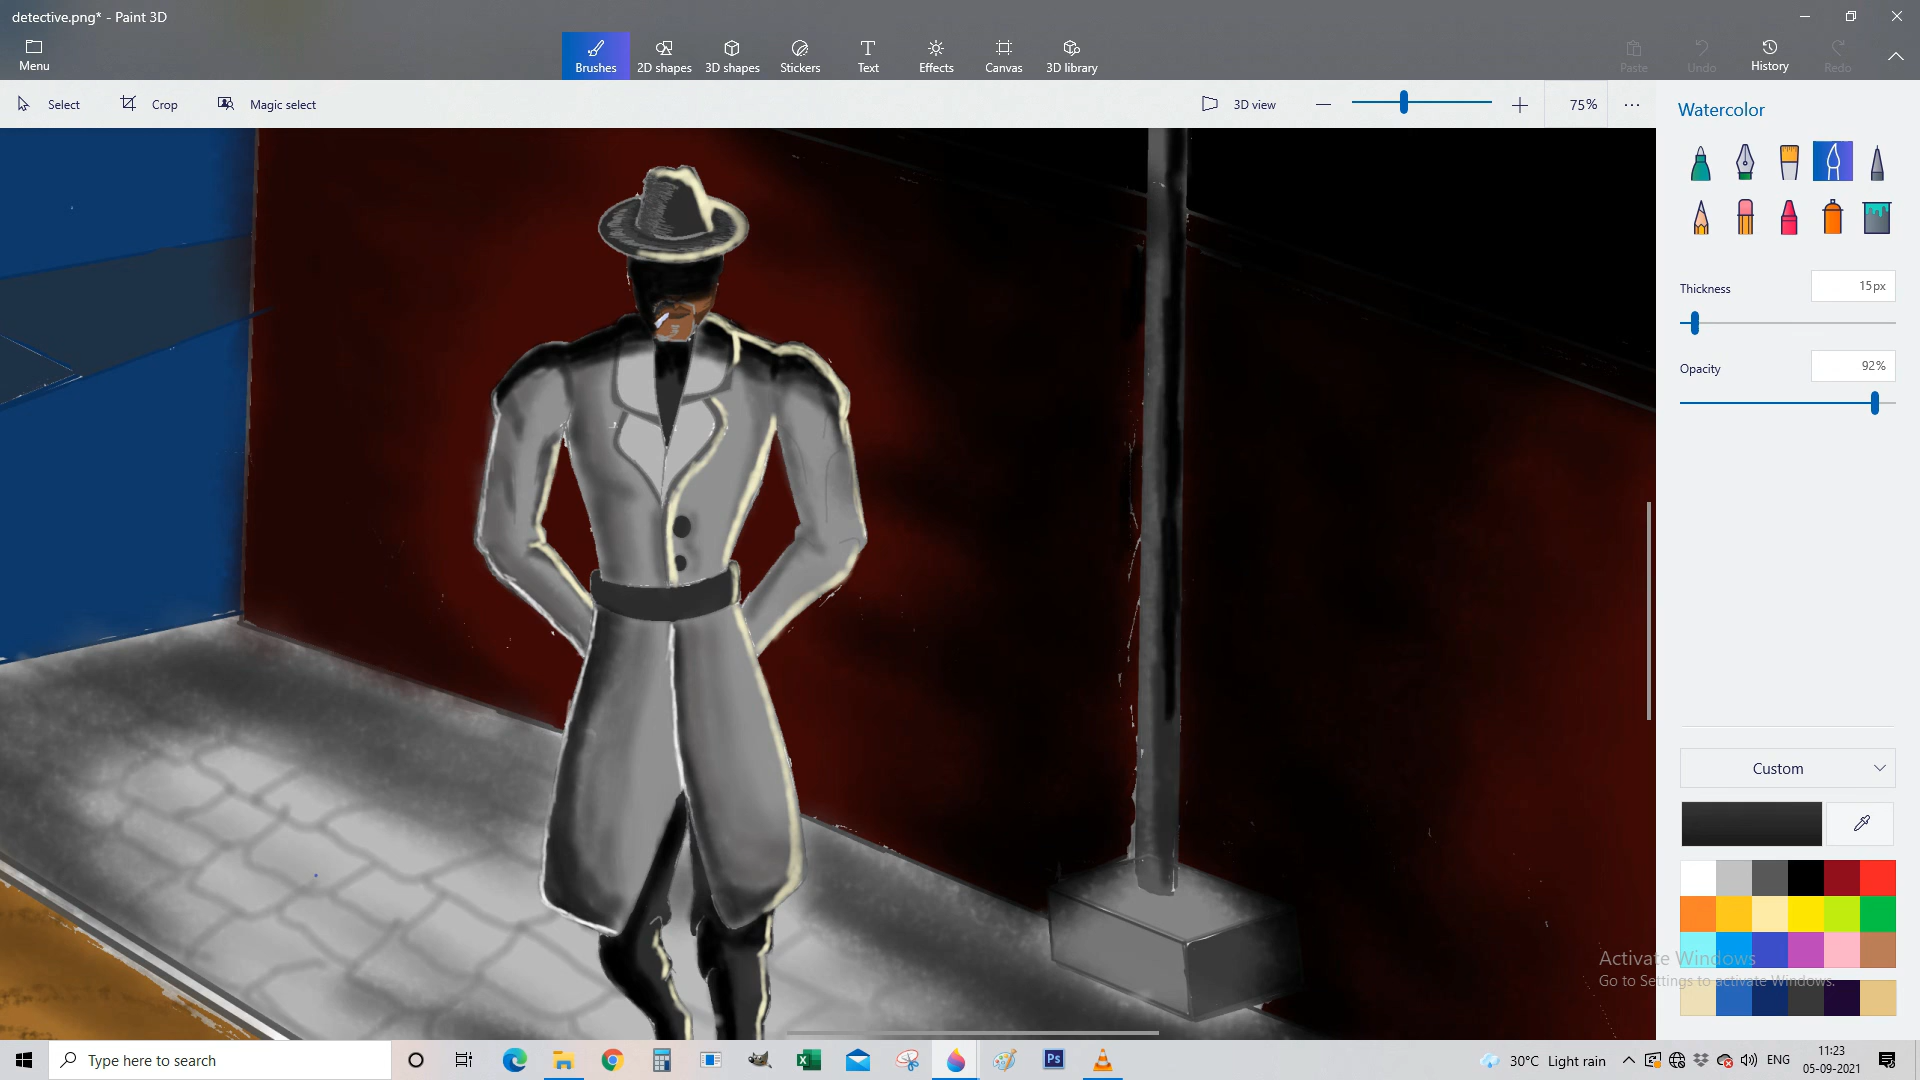 detective.png* - Paint 3D
Menu
Brushes
2D shapes
3D shapes
Stickers
Text
Effects
Canvas
3D library
Paste
Undo
History
Redo
Select
Crop
Magic select
3D view
75%
Watercolor
Thickness
15px
Opacity
92%
Custom
Activate Windows
Go to Settings to activate Windows.
Type here to search
Ps
30°C Light rain
ENG
11:23
05-09-2021